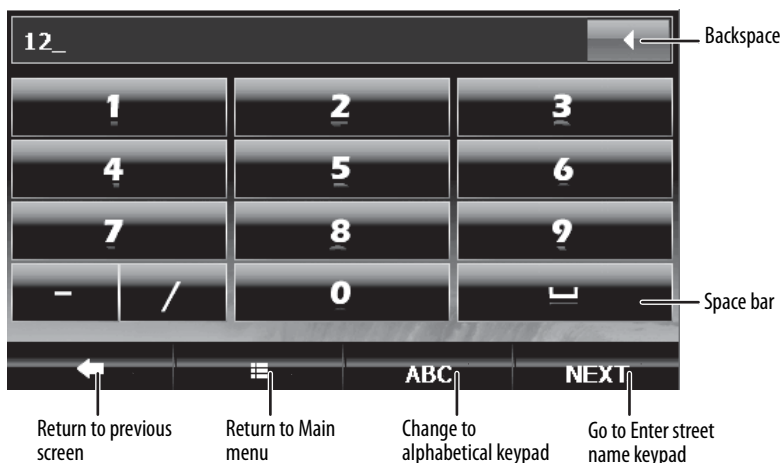 12_
Backspace
1 2 3
4 5 6
7 8 9
- / 0
Space bar
ABC NEXT
Return to previous
screen
Return to Main
menu
Change to
alphabetical keypad
Go to Enter street
name keypad